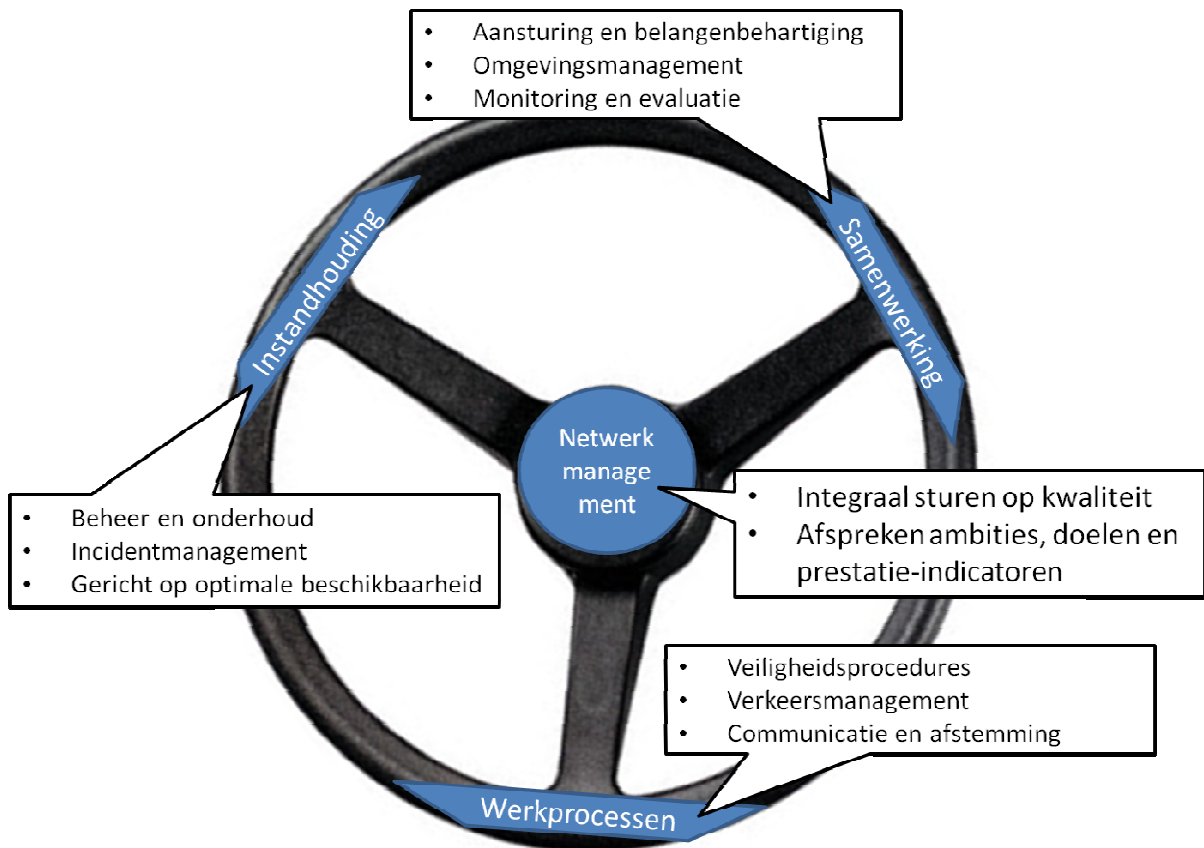 • Aansturing en belangenbehartiging
• Omgevingsmanagement
• Monitoring en evaluatie
Instandhouding
Samenwerking
Netwerk
manage
ment
• Integraal sturen op kwaliteit
• Afspreken ambities, doelen en
prestatie-indicatoren
• Beheer en onderhoud
• Incidentmanagement
• Gericht op optimale beschikbaarheid
• Veiligheidsprocedures
• Verkeersmanagement
• Communicatie en afstemming
Werkprocessen